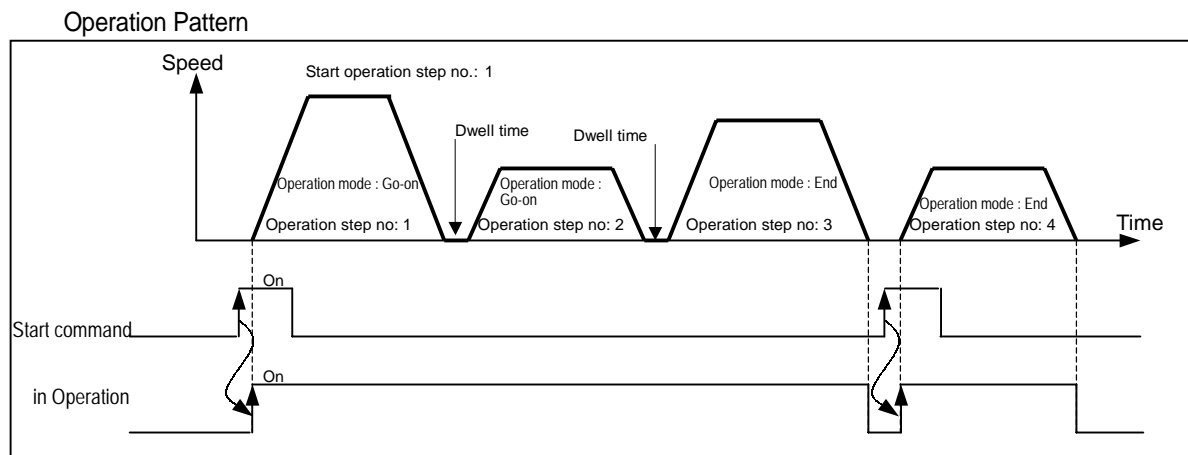 Operation Pattern
Speed
Start operation step no.: 1
Dwell time
Dwell time
Operation mode : Go-on
Operation mode :
Go-on
Operation mode : End
Operation mode : End
Operation step no: 1
Operation step no: 2
Operation step no: 3
Operation step no: 4
Time
On
Start command
On
in Operation